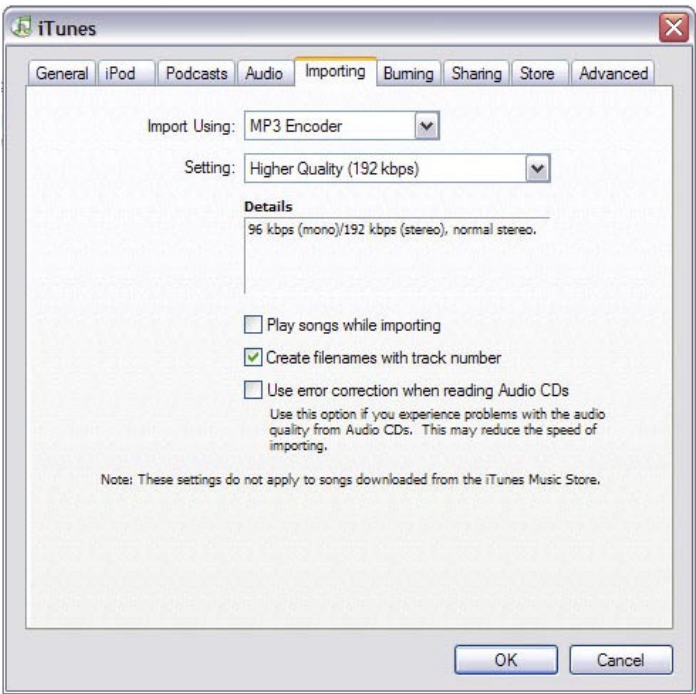 iTunes
General iPod Podcasts Audio Importing Burning Sharing Store Advanced
Import Using: MP3 Encoder
Setting: Higher Quality (192 kbps)
Details
96 kbps (mono)/192 kbps (stereo), normal stereo.
Play songs while importing
Create filenames with track number
Use error correction when reading Audio CDs
Use this option if you experience problems with the audio
quality from Audio CDs. This may reduce the speed of
importing.
Note: These settings do not apply to songs downloaded from the iTunes Music Store.
OK Cancel